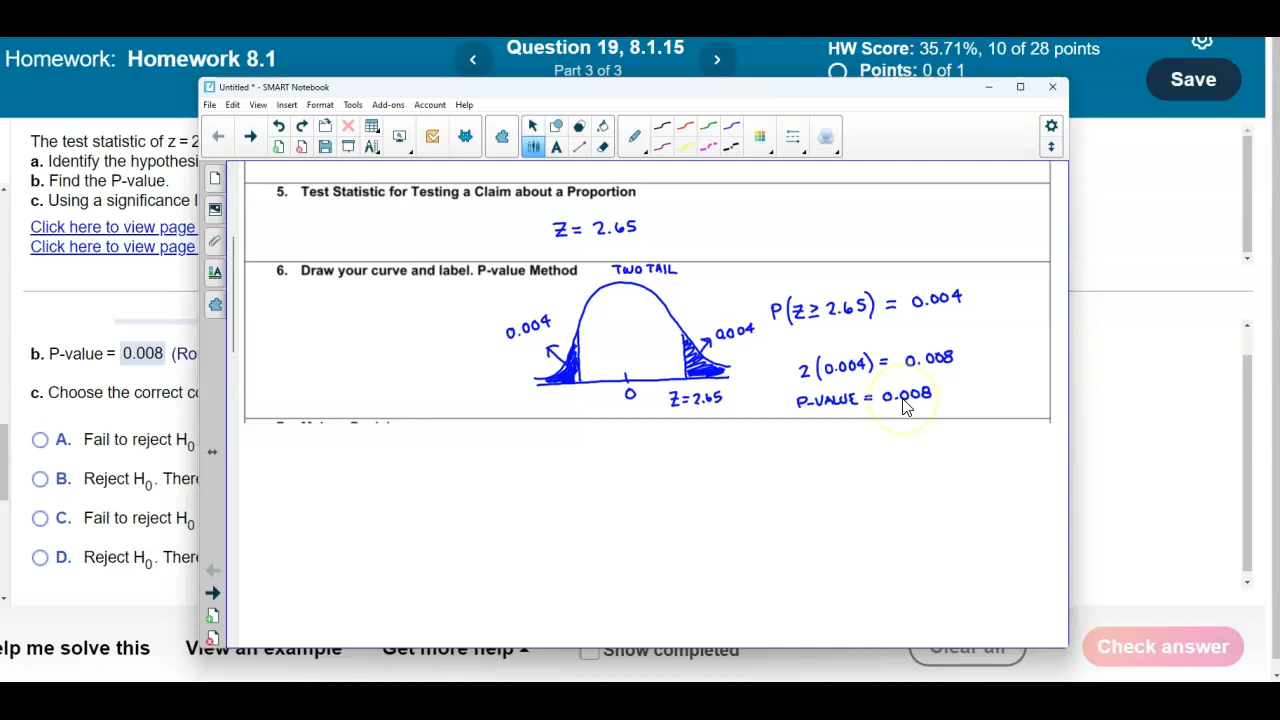 Homework: Homework 8.1
Question 19, 8.1.15
Part 3 of 3
HW Score: 35.71%, 10 of 28 points
Points: 0 of 1
Save
Untitled * - SMART Notebook
File Edit View Insert Format Tools Add-ons Account Help
The test statistic of z = 2
a. Identify the hypothesi
b. Find the P-value.
c. Using a significance l
Click here to view page
Click here to view page
5. Test Statistic for Testing a Claim about a Proportion
Z = 2.65
6. Draw your curve and label. P-value Method
TWO TAIL
P(Z ≥ 2.65) = 0.004
0.004
0.004
2(0.004) = 0.008
0
Z = 2.65
P-VALUE = 0.008
b. P-value = 0.008 (Ro
c. Choose the correct co
A. Fail to reject H0
B. Reject H0. There
C. Fail to reject H0
D. Reject H0. There
elp me solve this
View an example
Get more help
Show completed
Clear all
Check answer